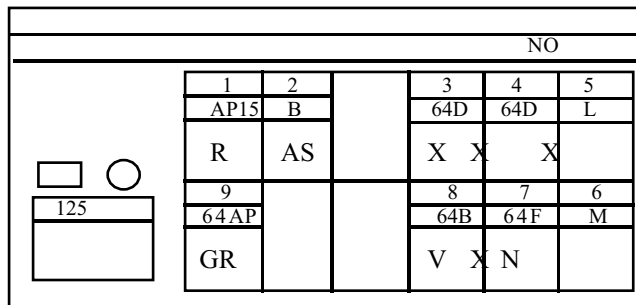 NO
1 2 3 4 5
AP15 B 64D 64D L
R AS X X X
9 8 7 6
125 64AP 64B 64F M
GR V X N